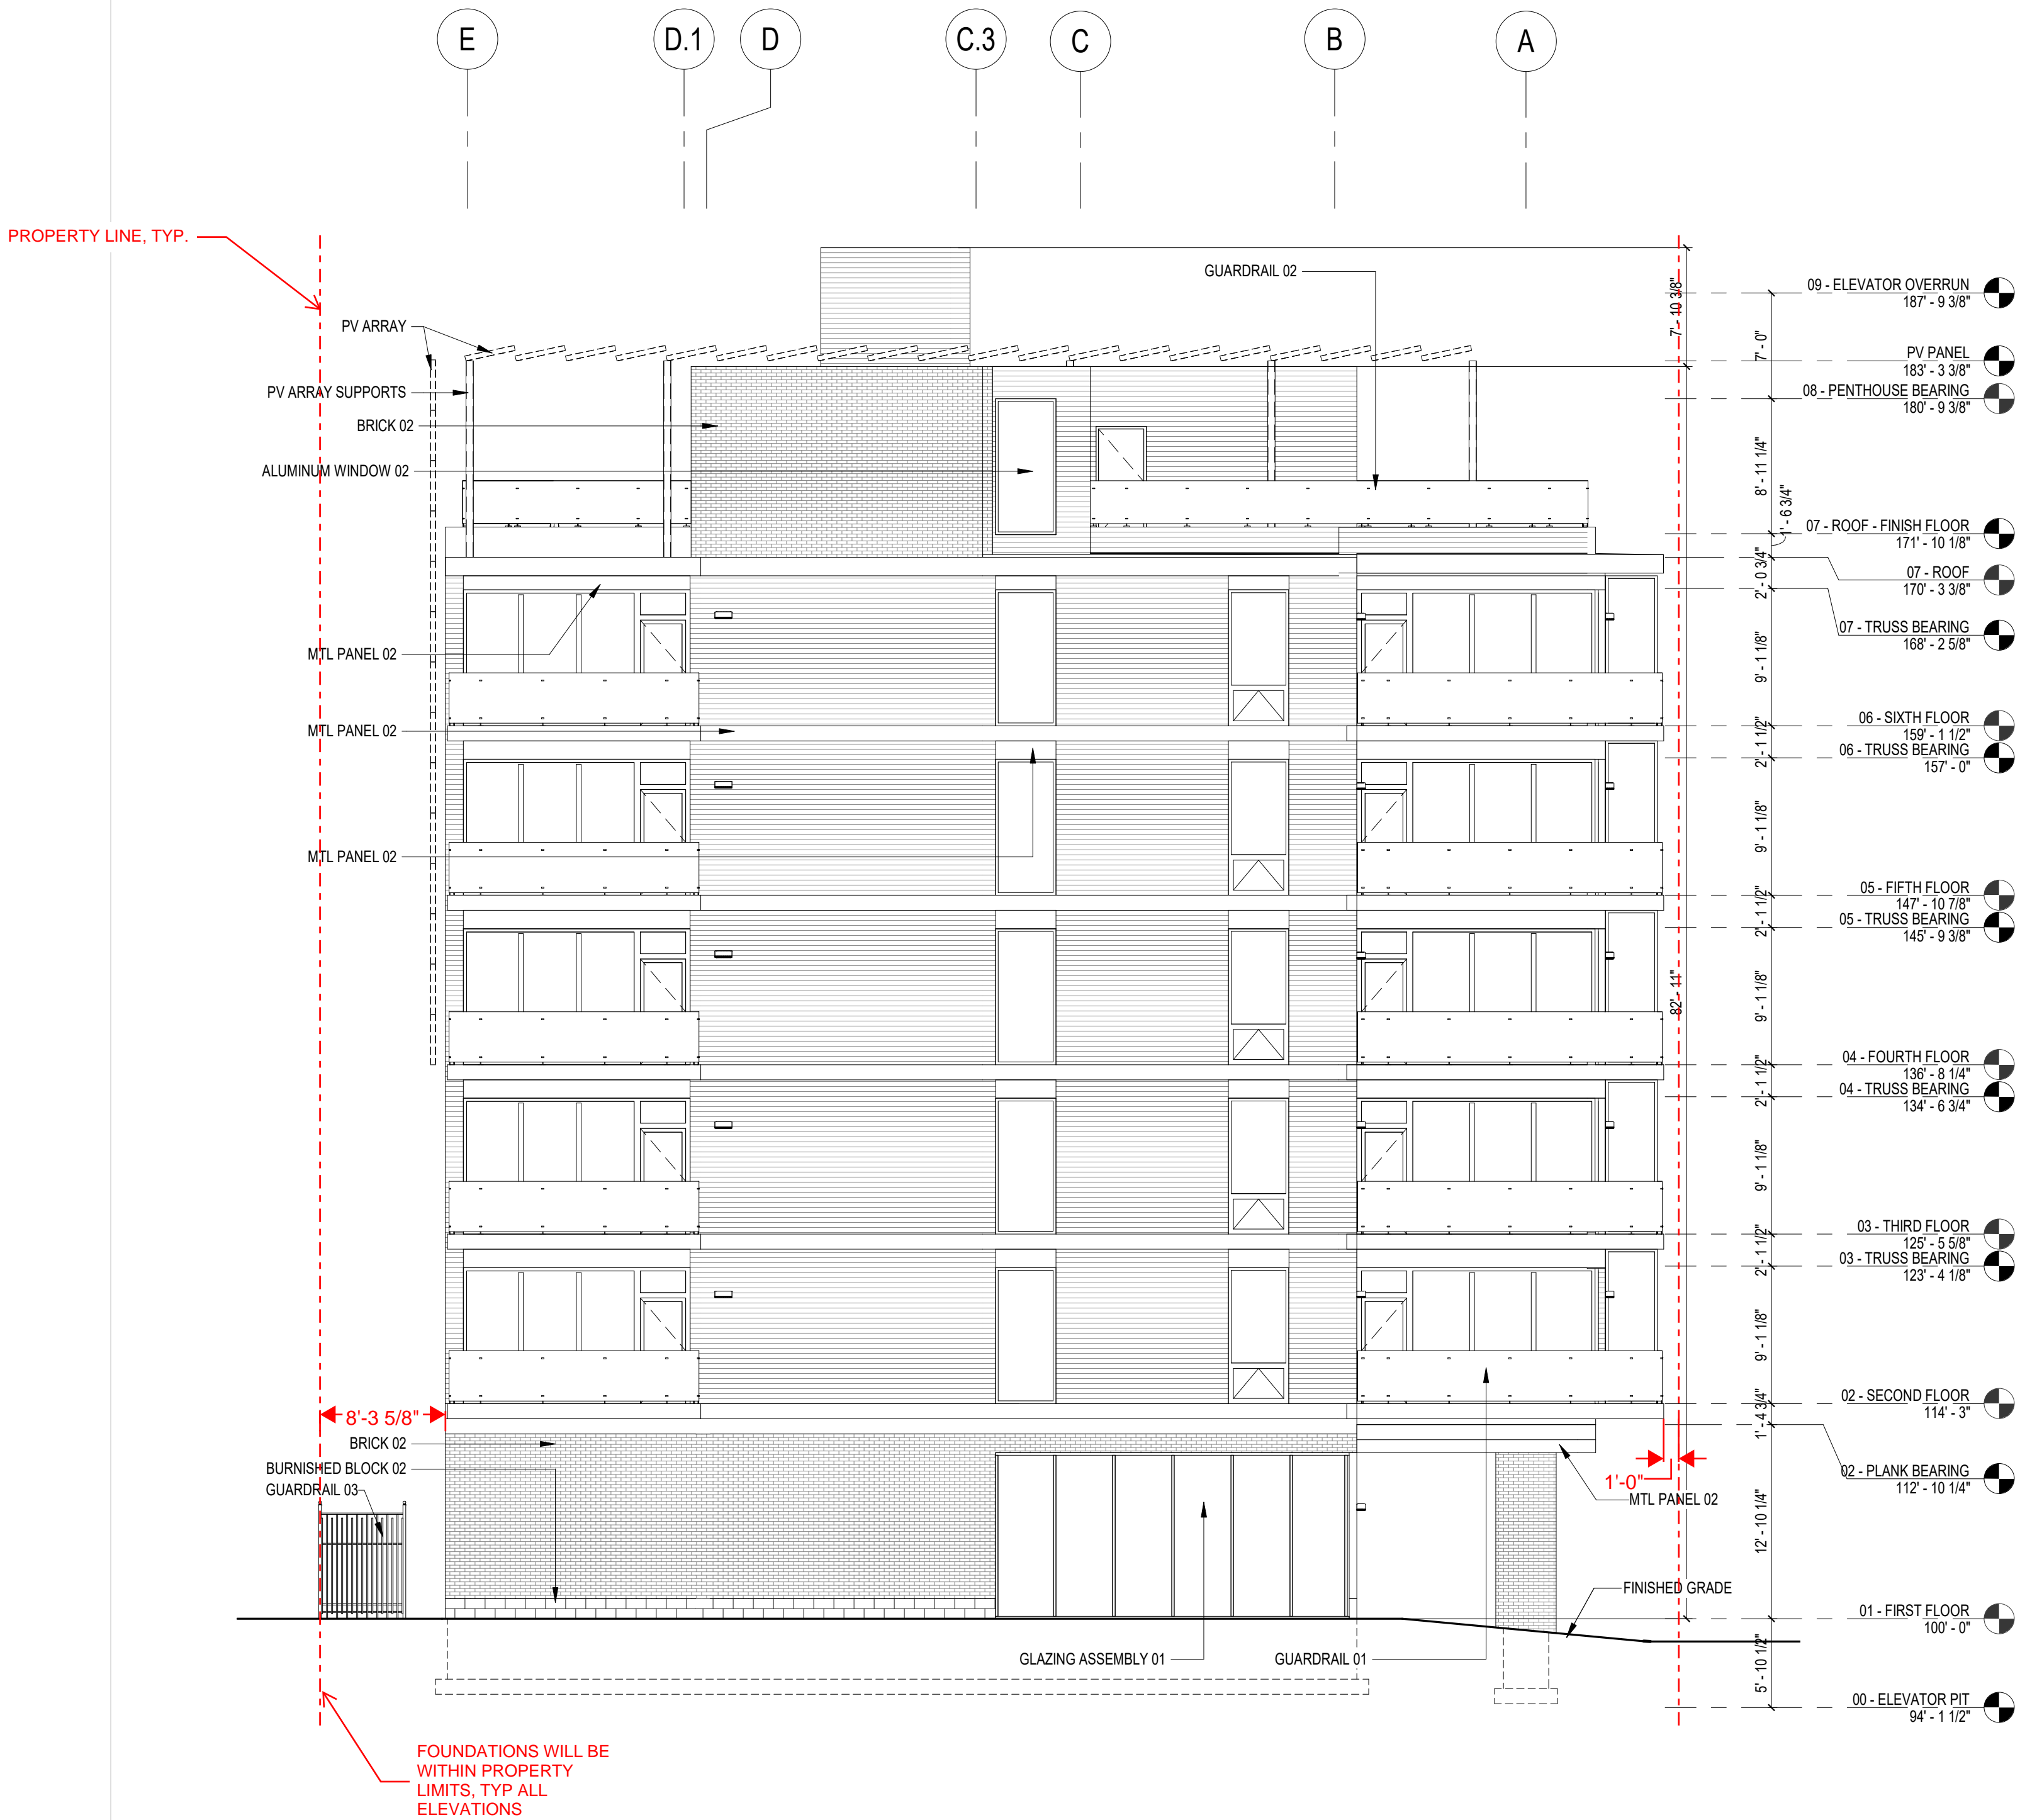 E
D.1
D
C.3
C
B
A
PROPERTY LINE, TYP.
GUARDRAIL 02
7' - 10 3/8"
09 - ELEVATOR OVERRUN
187' - 9 3/8"
PV ARRAY
7' - 0"
PV PANEL
183' - 3 3/8"
PV ARRAY SUPPORTS
08 - PENTHOUSE BEARING
180' - 9 3/8"
BRICK 02
ALUMINUM WINDOW 02
8' - 11 1/4"
1' - 6 3/4"
07 - ROOF - FINISH FLOOR
171' - 10 1/8"
2' - 0 3/4"
07 - ROOF
170' - 3 3/8"
07 - TRUSS BEARING
168' - 2 5/8"
MTL PANEL 02
9' - 1 1/8"
MTL PANEL 02
2' - 1 1/2"
06 - SIXTH FLOOR
159' - 1 1/2"
06 - TRUSS BEARING
157' - 0"
MTL PANEL 02
9' - 1 1/8"
2' - 1 1/2"
05 - FIFTH FLOOR
147' - 10 7/8"
05 - TRUSS BEARING
145' - 9 3/8"
82' - 11"
9' - 1 1/8"
2' - 1 1/2"
04 - FOURTH FLOOR
136' - 8 1/4"
04 - TRUSS BEARING
134' - 6 3/4"
9' - 1 1/8"
2' - 1 1/2"
03 - THIRD FLOOR
125' - 5 5/8"
03 - TRUSS BEARING
123' - 4 1/8"
9' - 1 1/8"
8'-3 5/8"
1' - 4 3/4"
02 - SECOND FLOOR
114' - 3"
BRICK 02
BURNISHED BLOCK 02
GUARDRAIL 03
1'-0"
MTL PANEL 02
02 - PLANK BEARING
112' - 10 1/4"
12' - 10 1/4"
FINISHED GRADE
01 - FIRST FLOOR
100' - 0"
GLAZING ASSEMBLY 01
GUARDRAIL 01
5' - 10 1/2"
00 - ELEVATOR PIT
94' - 1 1/2"
FOUNDATIONS WILL BE
WITHIN PROPERTY
LIMITS, TYP ALL
ELEVATIONS